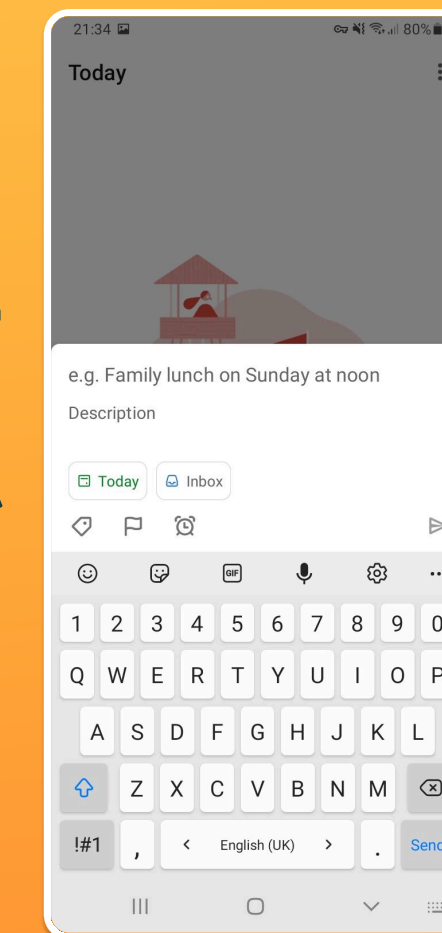 21:34 80%
Today
e.g. Family lunch on Sunday at noon
Description
Today Inbox
GIF
1 2 3 4 5 6 7 8 9 0
Q W E R T Y U I O P
A S D F G H J K L
Z X C V B N M
!#1 , < English (UK) > . Send